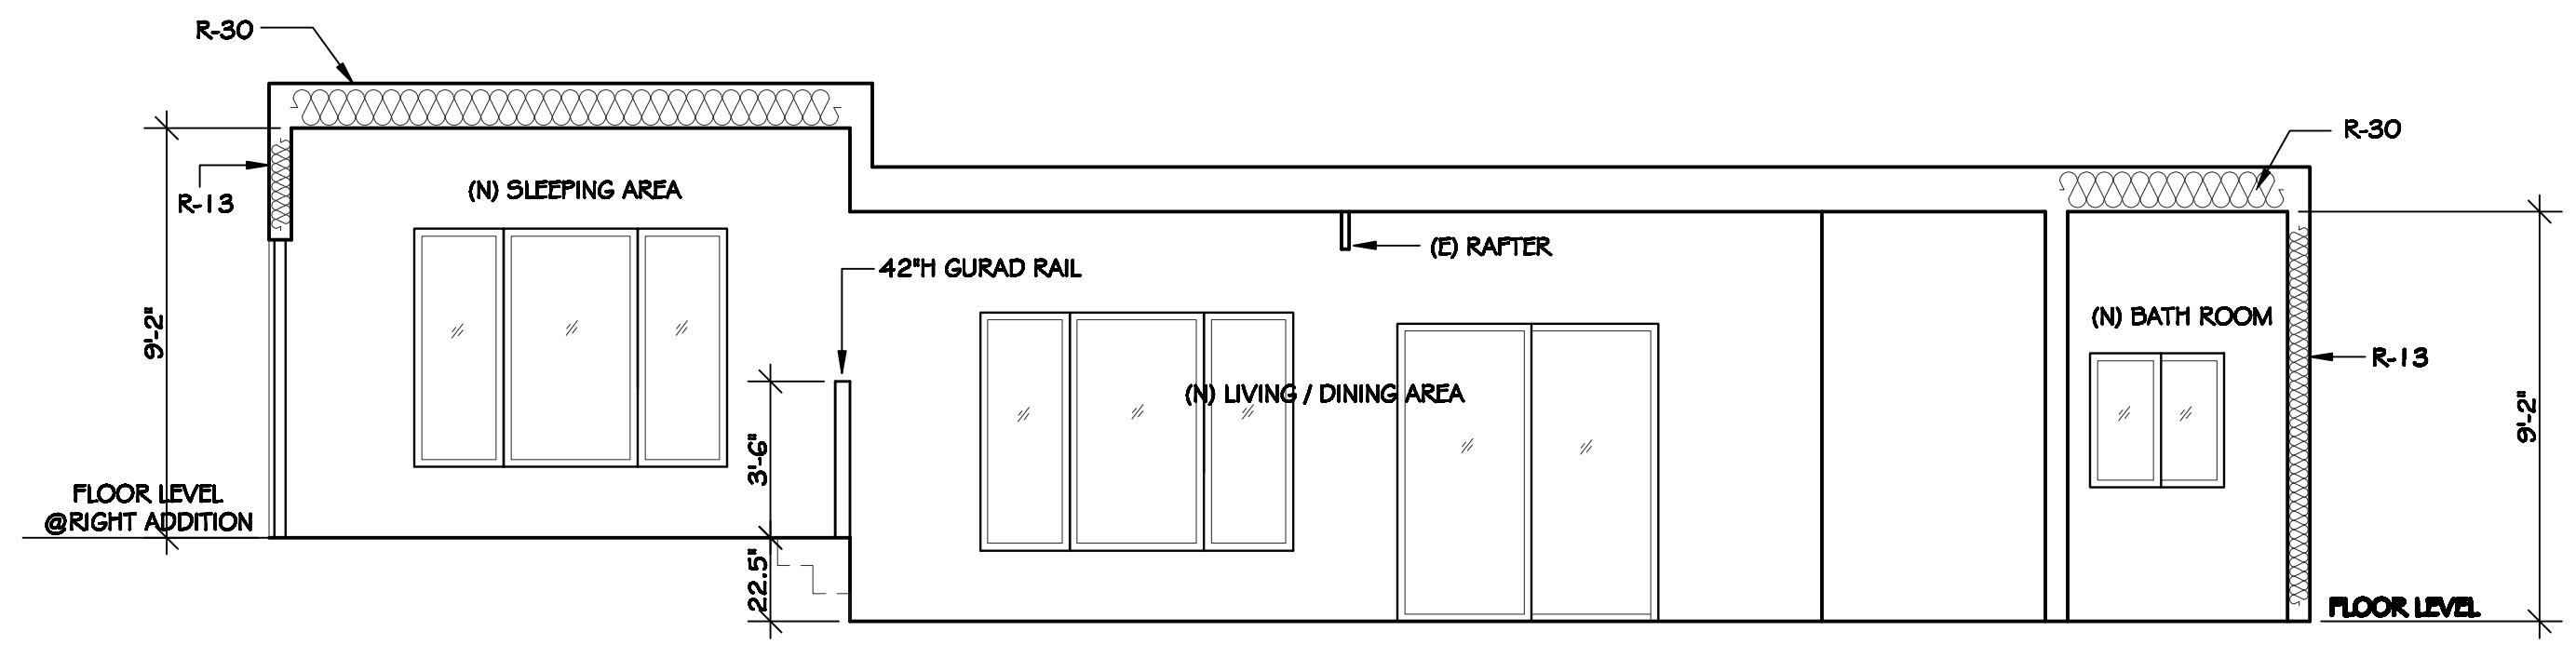 R-30
R-30
R-13
(N) SLEEPING AREA
(E) RAFTER
42"H GURAD RAIL
9'-2"
(N) BATH ROOM
R-13
(N) LIVING / DINING AREA
9'-2"
3'-6"
FLOOR LEVEL
@RIGHT ADDITION
22.5"
FLOOR LEVEL